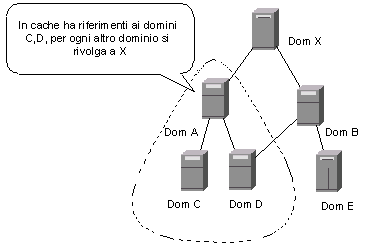 In cache ha riferimenti ai domini
C,D, per ogni altro dominio si
rivolga a X
Dom X
Dom A
Dom B
Dom C
Dom D
Dom E